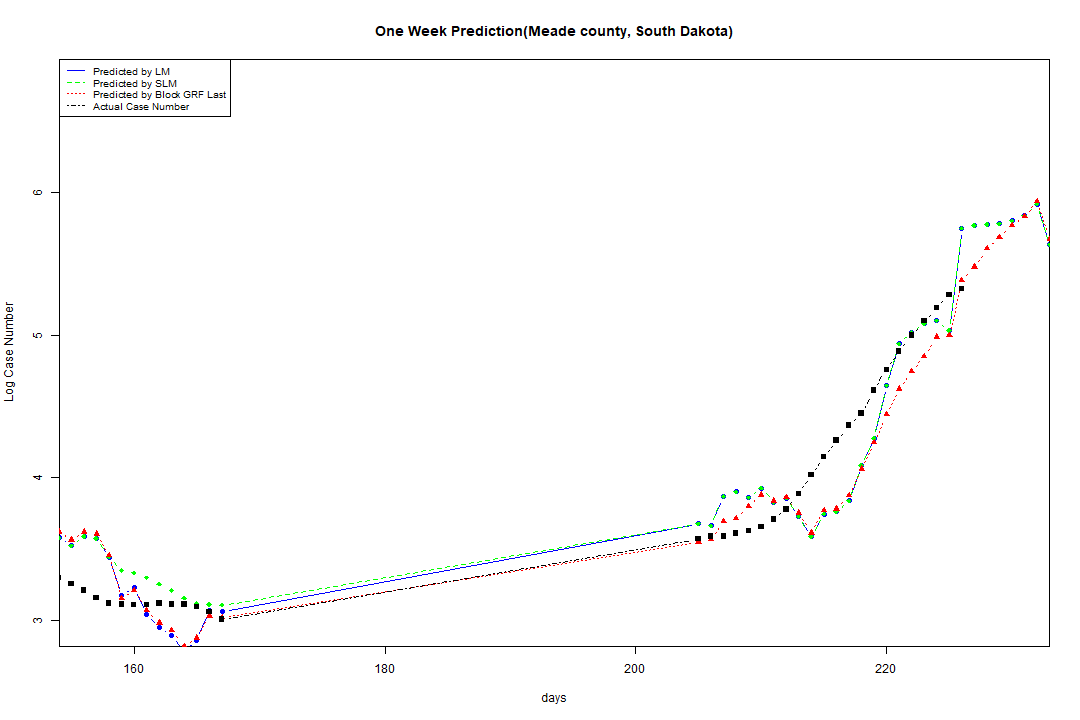 One Week Prediction(Meade county, South Dakota)
Predicted by LM
Predicted by SLM
Predicted by Block GRF Last
Actual Case Number
6
5
4
3
Log Case Number
160
180
200
220
days